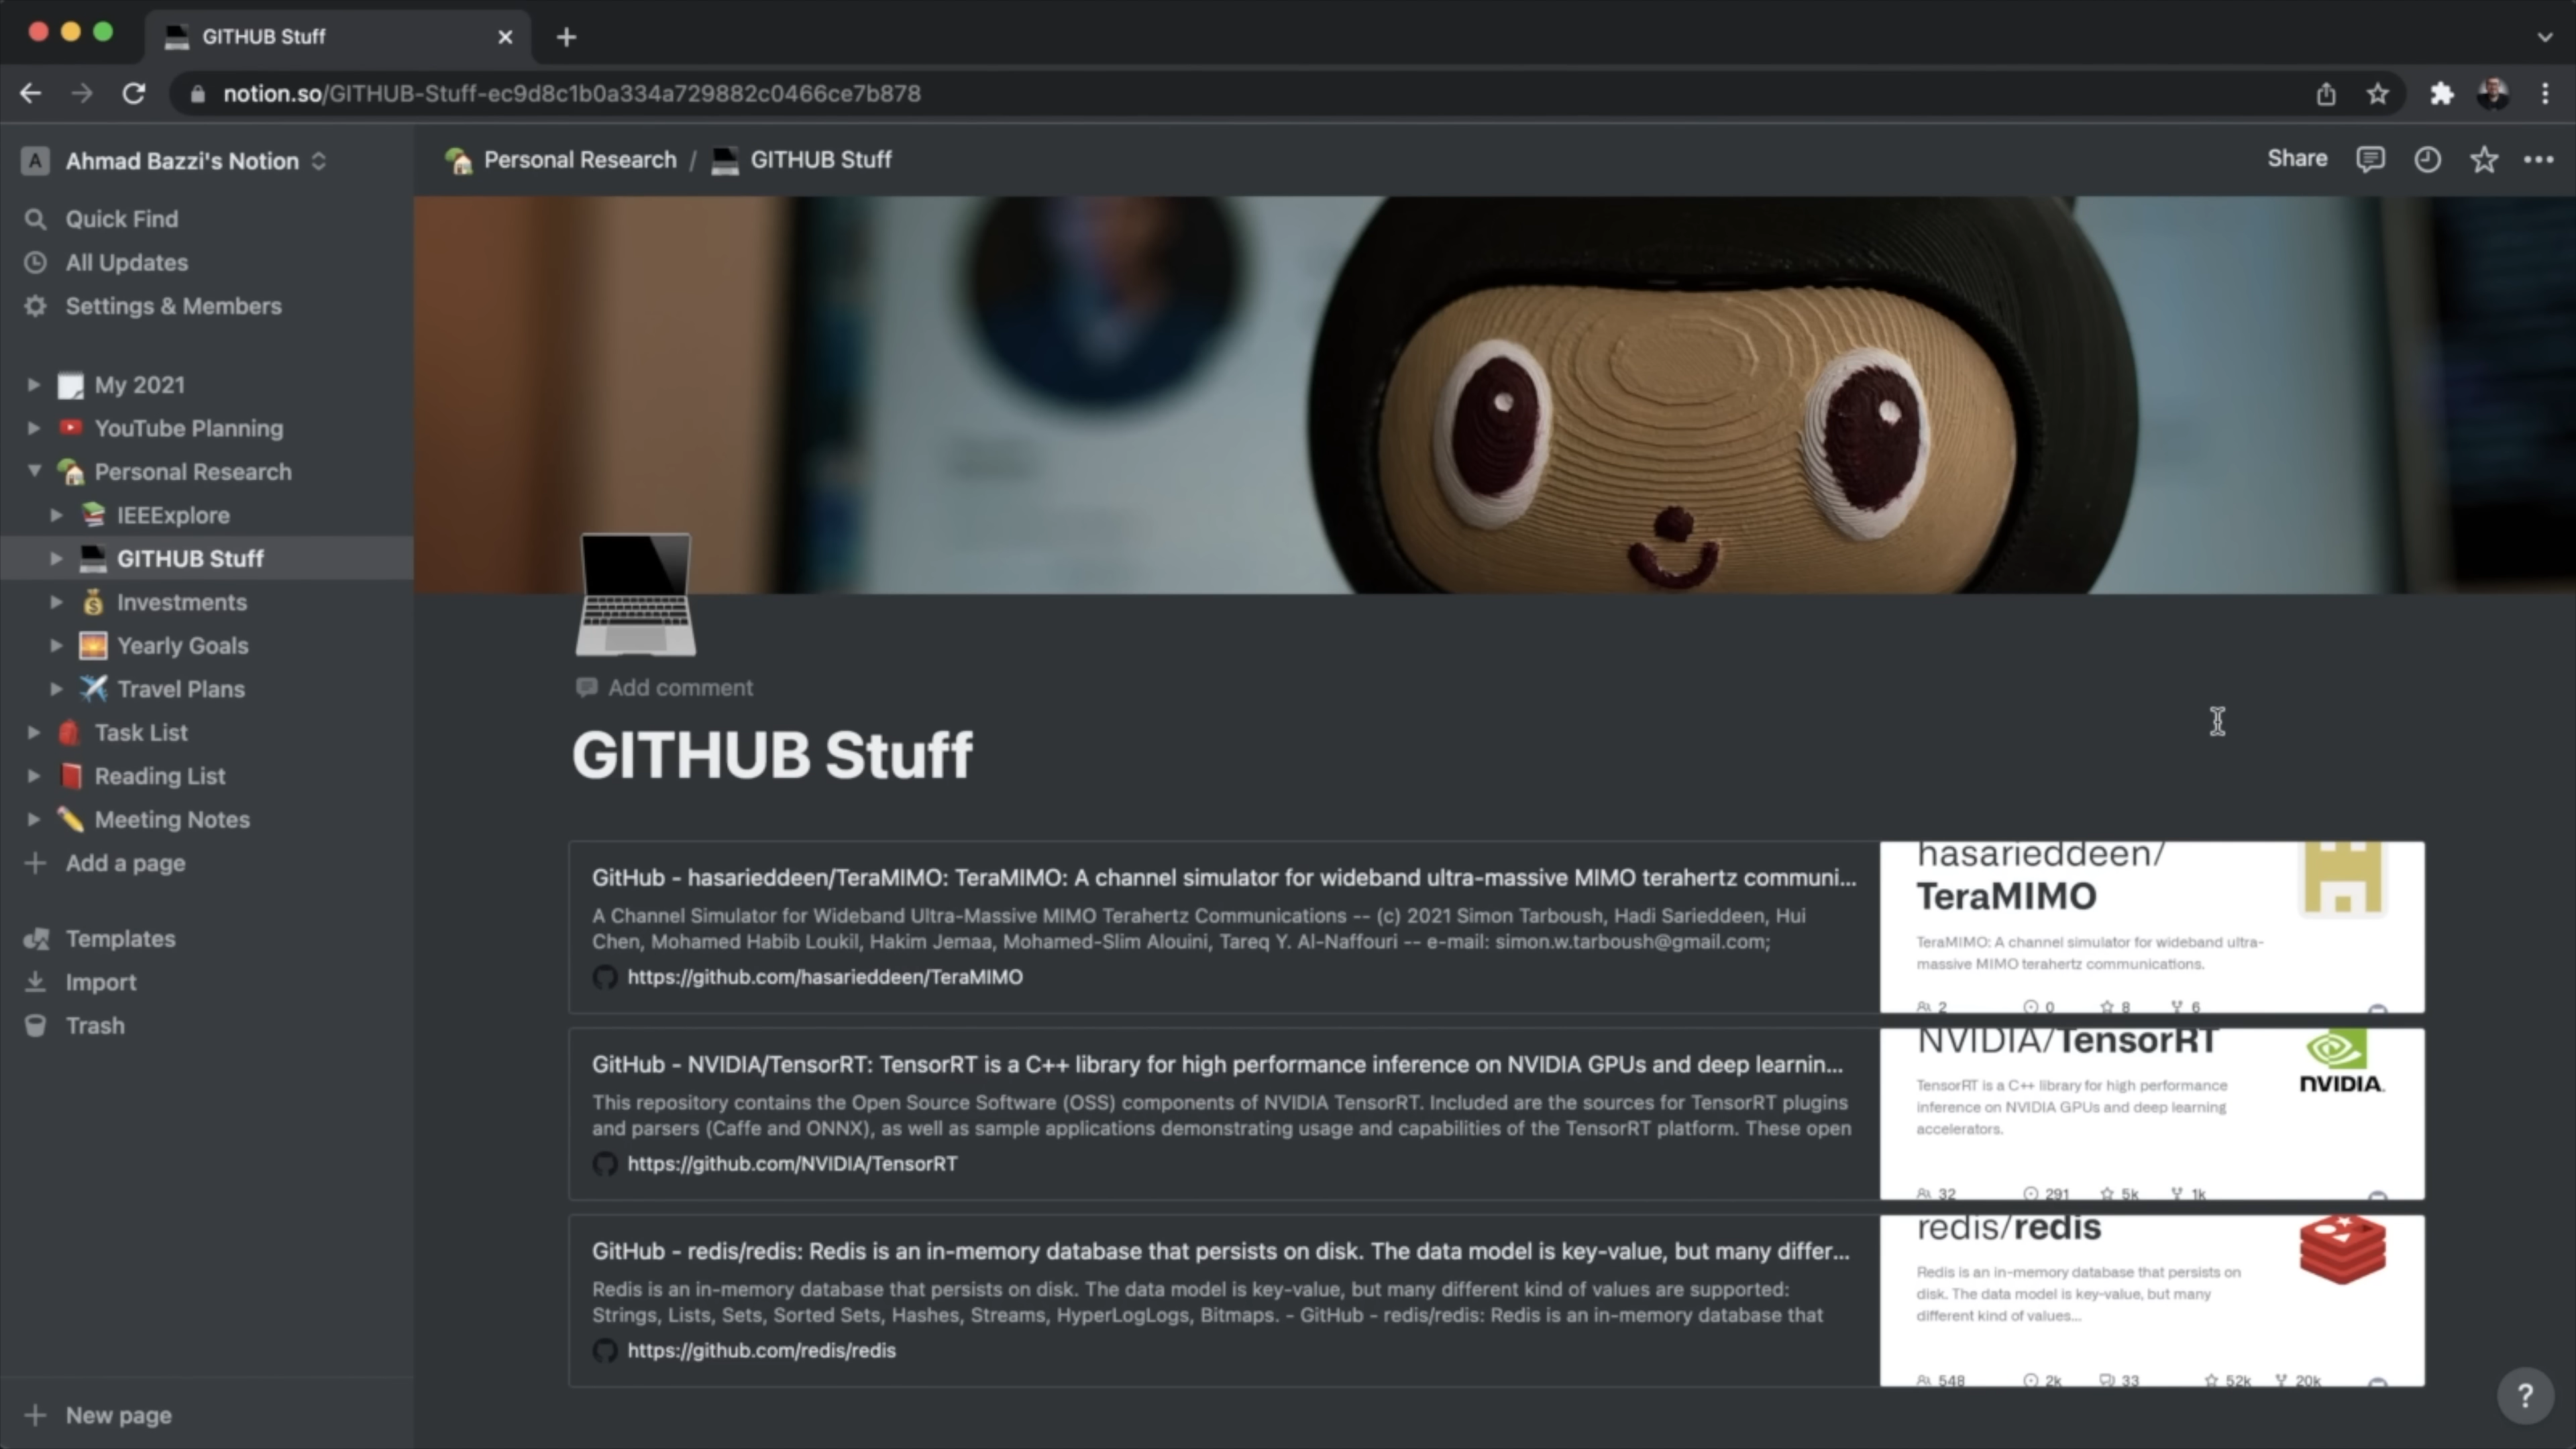 GITHUB Stuff
notion.so/GITHUB-Stuff-ec9d8c1b0a334a729882c0466ce7b878
A Ahmad Bazzi's Notion
Quick Find
All Updates
Settings & Members
My 2021
YouTube Planning
Personal Research
IEEExplore
GITHUB Stuff
Investments
Yearly Goals
Travel Plans
Task List
Reading List
Meeting Notes
Add a page
Templates
Import
Trash
New page
Personal Research / GITHUB Stuff
Share
Add comment
GITHUB Stuff
GitHub - hasarieddeen/TeraMIMO: TeraMIMO: A channel simulator for wideband ultra-massive MIMO terahertz communi...
A Channel Simulator for Wideband Ultra-Massive MIMO Terahertz Communications -- (c) 2021 Simon Tarboush, Hadi Sarieddeen, Hui
Chen, Mohamed Habib Loukil, Hakim Jemaa, Mohamed-Slim Alouini, Tareq Y. Al-Naffouri -- e-mail: simon.w.tarboush@gmail.com;
https://github.com/hasarieddeen/TeraMIMO
hasarieddeen/
TeraMIMO
TeraMIMO: A channel simulator for wideband ultra-
massive MIMO terahertz communications.
2 0 8 6
GitHub - NVIDIA/TensorRT: TensorRT is a C++ library for high performance inference on NVIDIA GPUs and deep learnin...
This repository contains the Open Source Software (OSS) components of NVIDIA TensorRT. Included are the sources for TensorRT plugins
and parsers (Caffe and ONNX), as well as sample applications demonstrating usage and capabilities of the TensorRT platform. These open
https://github.com/NVIDIA/TensorRT
NVIDIA/TensorRT
TensorRT is a C++ library for high performance
inference on NVIDIA GPUs and deep learning
accelerators.
NVIDIA.
32 291 5k 1k
GitHub - redis/redis: Redis is an in-memory database that persists on disk. The data model is key-value, but many differ...
Redis is an in-memory database that persists on disk. The data model is key-value, but many different kind of values are supported:
Strings, Lists, Sets, Sorted Sets, Hashes, Streams, HyperLogLogs, Bitmaps. - GitHub - redis/redis: Redis is an in-memory database that
https://github.com/redis/redis
redis/redis
Redis is an in-memory database that persists on
disk. The data model is key-value, but many
different kind of values...
548 2k 33 52k 20k
?